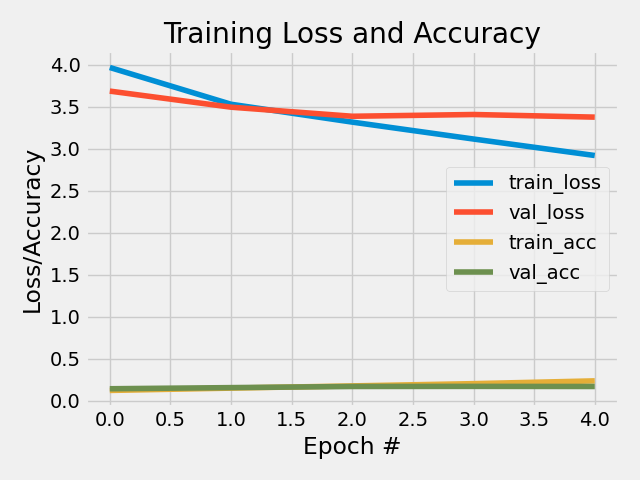 Training Loss and Accuracy
Loss/Accuracy
4.0
3.5
3.0
2.5
2.0
1.5
1.0
0.5
0.0
train_loss
val_loss
train_acc
val_acc
0.0 0.5 1.0 1.5 2.0 2.5 3.0 3.5 4.0
Epoch #